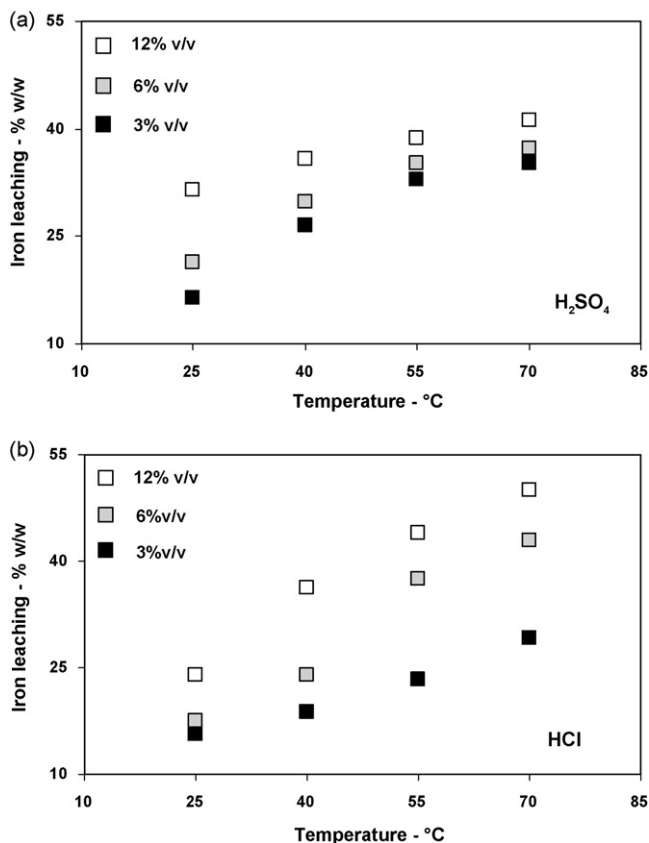 (a)
55
40
25
10
Iron leaching - % w/w
12% v/v
6% v/v
3% v/v
H₂SO₄
10 25 40 55 70 85
Temperature - °C
(b)
55
40
25
10
Iron leaching - % w/w
12% v/v
6%v/v
3%v/v
HCl
10 25 40 55 70 85
Temperature - °C